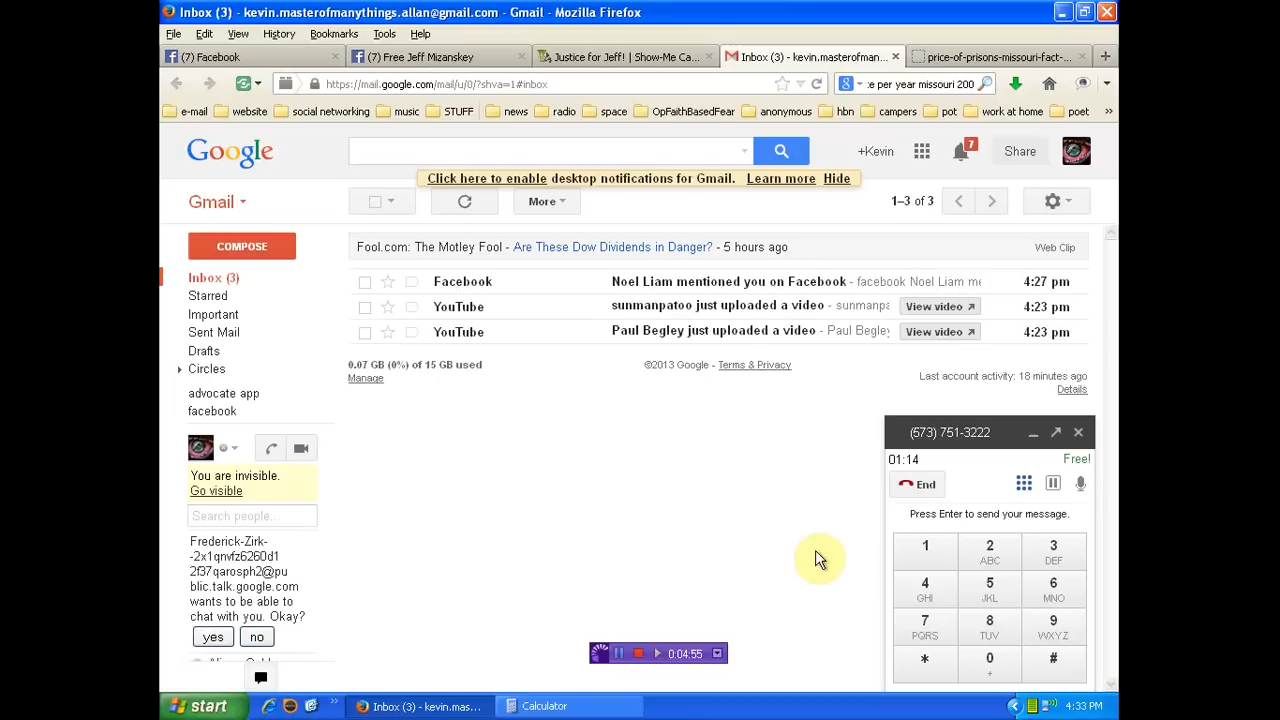 Inbox (3) - kevin.masterofmanythings.allan@gmail.com - Gmail - Mozilla Firefox
File Edit View History Bookmarks Tools Help
(7) Facebook
(7) Free Jeff Mizanskey
Justice for Jeff! | Show-Me Ca...
Inbox (3) - kevin.masterofman...
price-of-prisons-missouri-fact-...
https://mail.google.com/mail/u/0/?shva=1#inbox
:e per year missouri 200
e-mail website social networking music STUFF news radio space OpFaithBasedFear anonymous hbn campers pot work at home poet
Google
+Kevin
7
Share
Click here to enable desktop notifications for Gmail. Learn more Hide
Gmail
More
1–3 of 3
COMPOSE
Fool.com: The Motley Fool - Are These Dow Dividends in Danger? - 5 hours ago
Web Clip
Inbox (3)
Facebook Noel Liam mentioned you on Facebook - facebook Noel Liam me 4:27 pm
Starred
YouTube sunmanpatoo just uploaded a video - sunmanpa View video 4:23 pm
Important
Sent Mail
YouTube Paul Begley just uploaded a video - Paul Begley View video 4:23 pm
Drafts
Circles
0.07 GB (0%) of 15 GB used
Manage
©2013 Google - Terms & Privacy
Last account activity: 18 minutes ago
Details
advocate app
facebook
You are invisible.
Go visible
Search people...
Frederick-Zirk-
-2x1qnvfz6260d1
2f37qarosph2@pu
blic.talk.google.com
wants to be able to
chat with you. Okay?
yes no
(573) 751-3222
01:14
Free!
End
Press Enter to send your message.
1 2 3
ABC DEF
4 5 6
GHI JKL MNO
7 8 9
PQRS TUV WXYZ
* 0 #
+
0:04:55
start
Inbox (3) - kevin.mas...
Calculator
4:33 PM